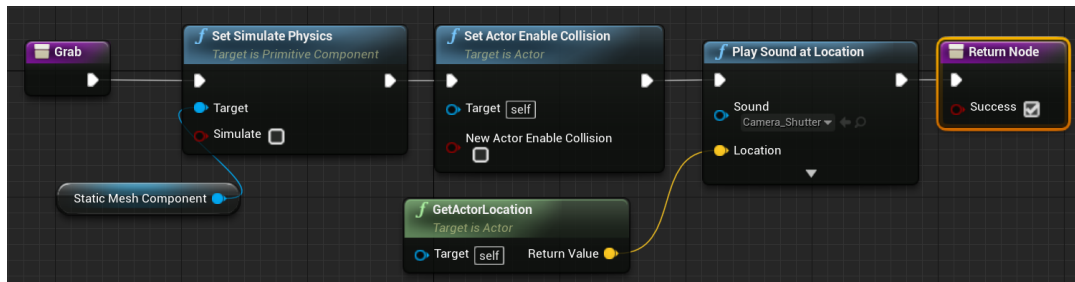 Grab
Set Simulate Physics
Target is Primitive Component
Target
Simulate
Static Mesh Component
Set Actor Enable Collision
Target is Actor
Target self
New Actor Enable Collision
GetActorLocation
Target is Actor
Target self Return Value
Play Sound at Location
Sound
Camera_Shutter
Location
Return Node
Success